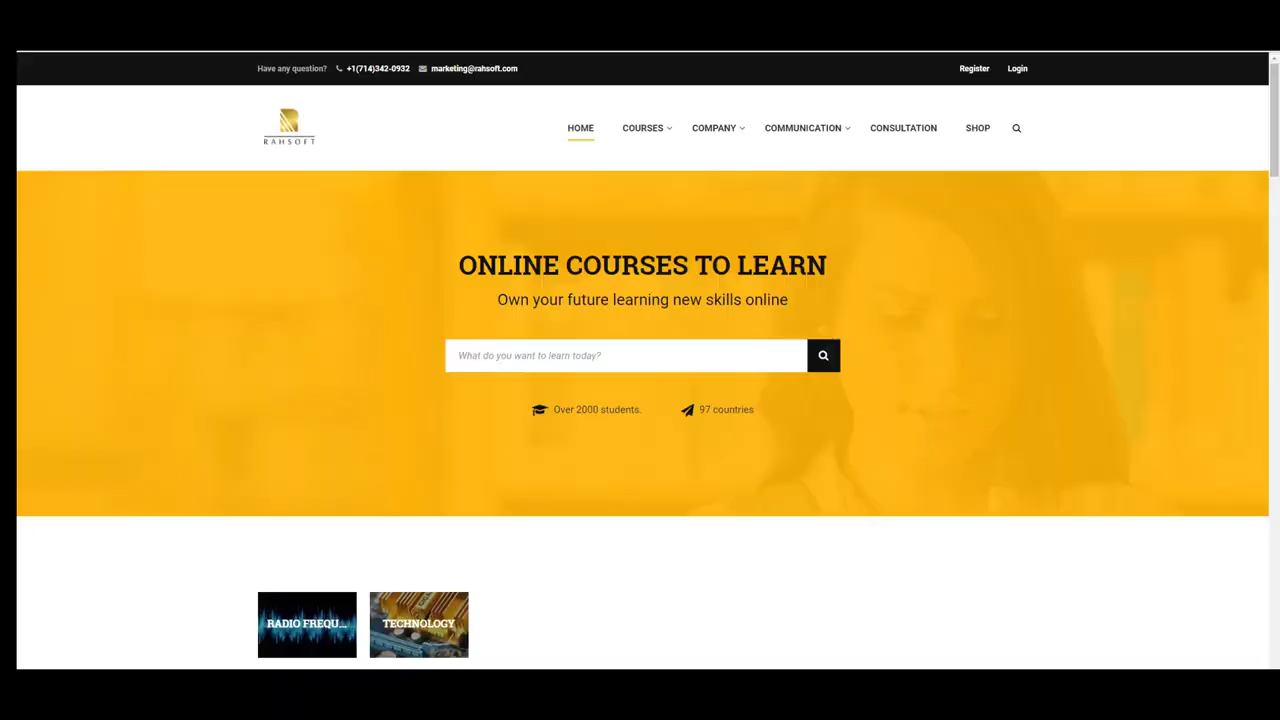 Have any question? +1(714)342-0932 marketing@rahsoft.com Register Login
RAHSOFT
HOME COURSES COMPANY COMMUNICATION CONSULTATION SHOP
ONLINE COURSES TO LEARN
Own your future learning new skills online
What do you want to learn today?
Over 2000 students. 97 countries
RADIO FREQU... TECHNOLOGY